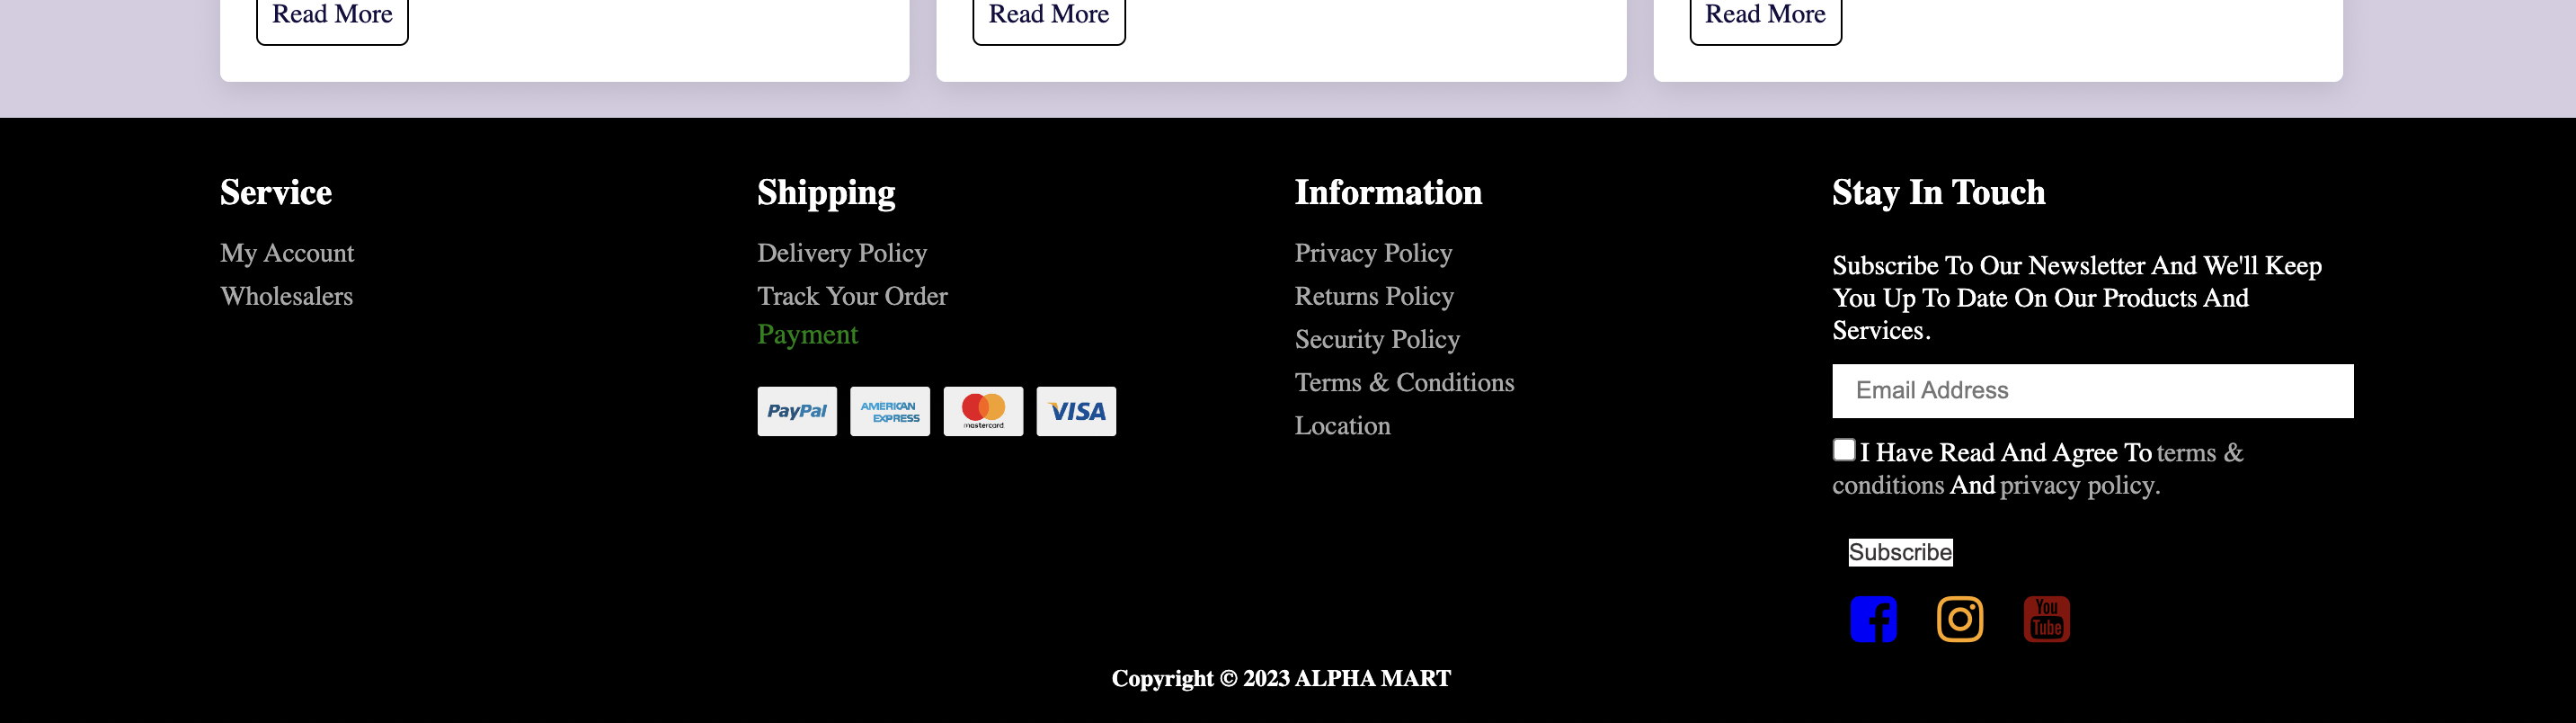 Read More
Read More
Read More
Service
My Account
Wholesalers
Shipping
Delivery Policy
Track Your Order
Payment
PayPal
AMERICAN
EXPRESS
mastercard
VISA
Information
Privacy Policy
Returns Policy
Security Policy
Terms & Conditions
Location
Stay In Touch
Subscribe To Our Newsletter And We'll Keep
You Up To Date On Our Products And
Services.
Email Address
I Have Read And Agree To terms &
conditions And privacy policy.
Subscribe
You
Tube
Copyright © 2023 ALPHA MART